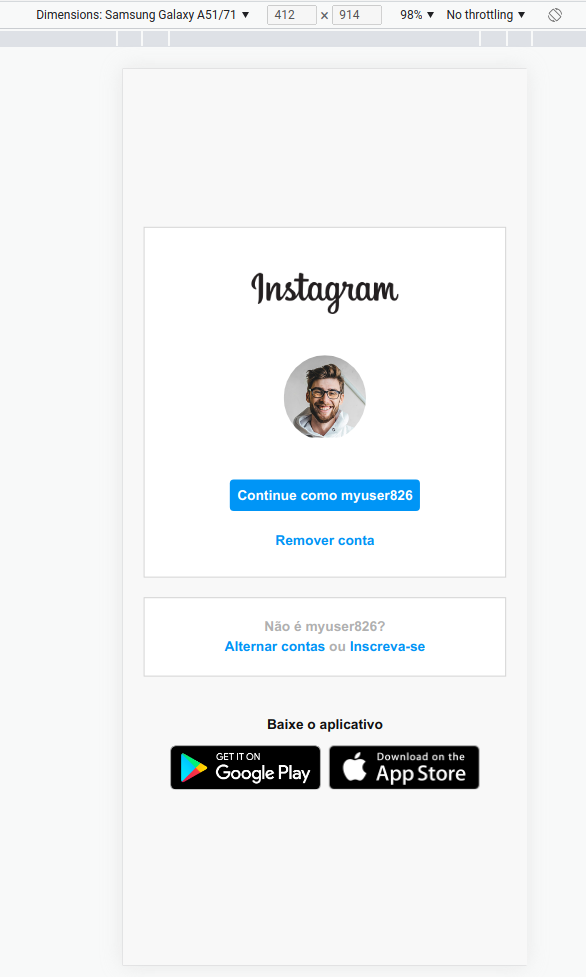 Dimensions: Samsung Galaxy A51/71 ▼ 412 × 914 98% ▼ No throttling ▼
Instagram
Continue como myuser826
Remover conta
Não é myuser826?
Alternar contas ou Inscreva-se
Baixe o aplicativo
GET IT ON
Google Play
Download on the
App Store